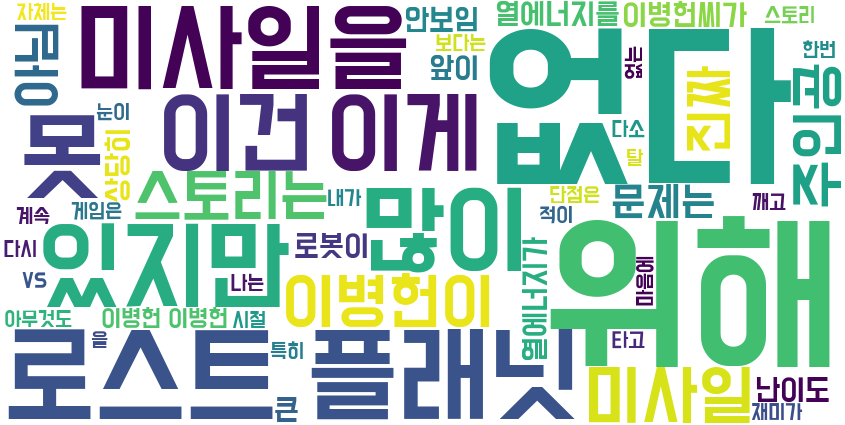 자제는
미사일을
안보임
보다는
앞이
열에너지를
이병헌씨가
스토리
한번
없는
없다
진짜
주인공
공격
못
눈이
상당히
이건
이게
다소
탈
스토리는
내가
많이
단점은
적이
문제는
깨고
계속
게임은
다시
있지만
로봇이
vs
나는
위해
열에너지가
마음에
이병헌이
아무것도
이병헌 이병헌
시절
을
특히
타고
로스트
플래닛
큰
미사일
난이도
재미가